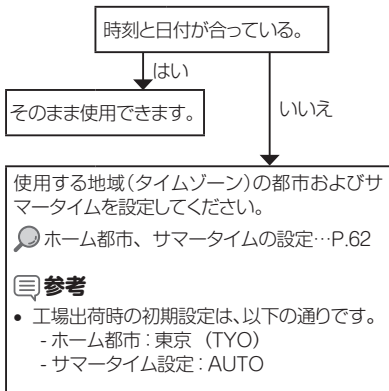 時刻と日付が合っている。
はい
そのまま使用できます。
いいえ
使用する地域（タイムゾーン）の都市およびサ
マータイムを設定してください。
ホーム都市、サマータイムの設定…P.62
参考
• 工場出荷時の初期設定は、以下の通りです。
- ホーム都市：東京（TYO）
- サマータイム設定：AUTO